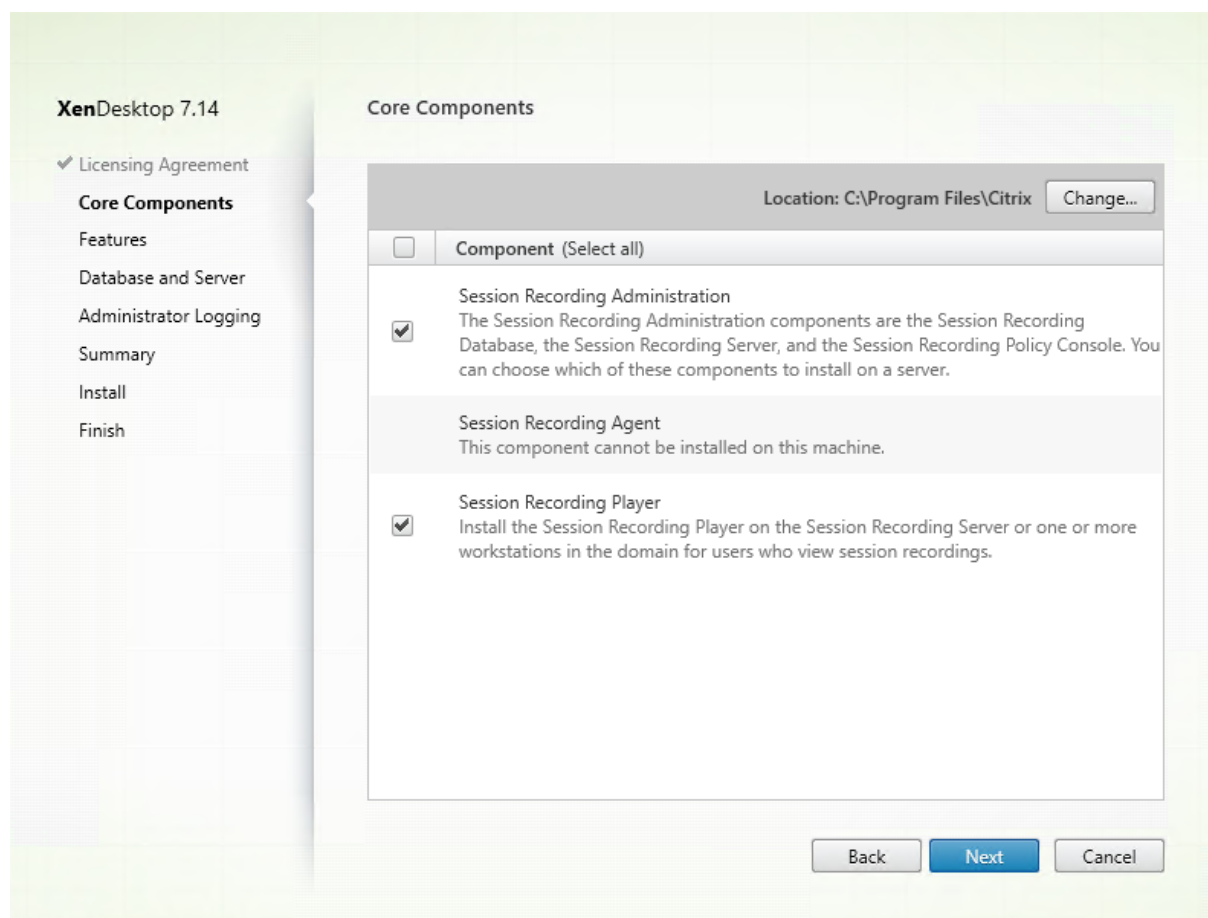 XenDesktop 7.14
Licensing Agreement
Core Components
Features
Database and Server
Administrator Logging
Summary
Install
Finish
Core Components
Location: C:\Program Files\Citrix
Change...
Component (Select all)
Session Recording Administration
The Session Recording Administration components are the Session Recording
Database, the Session Recording Server, and the Session Recording Policy Console. You
can choose which of these components to install on a server.
Session Recording Agent
This component cannot be installed on this machine.
Session Recording Player
Install the Session Recording Player on the Session Recording Server or one or more
workstations in the domain for users who view session recordings.
Back
Next
Cancel